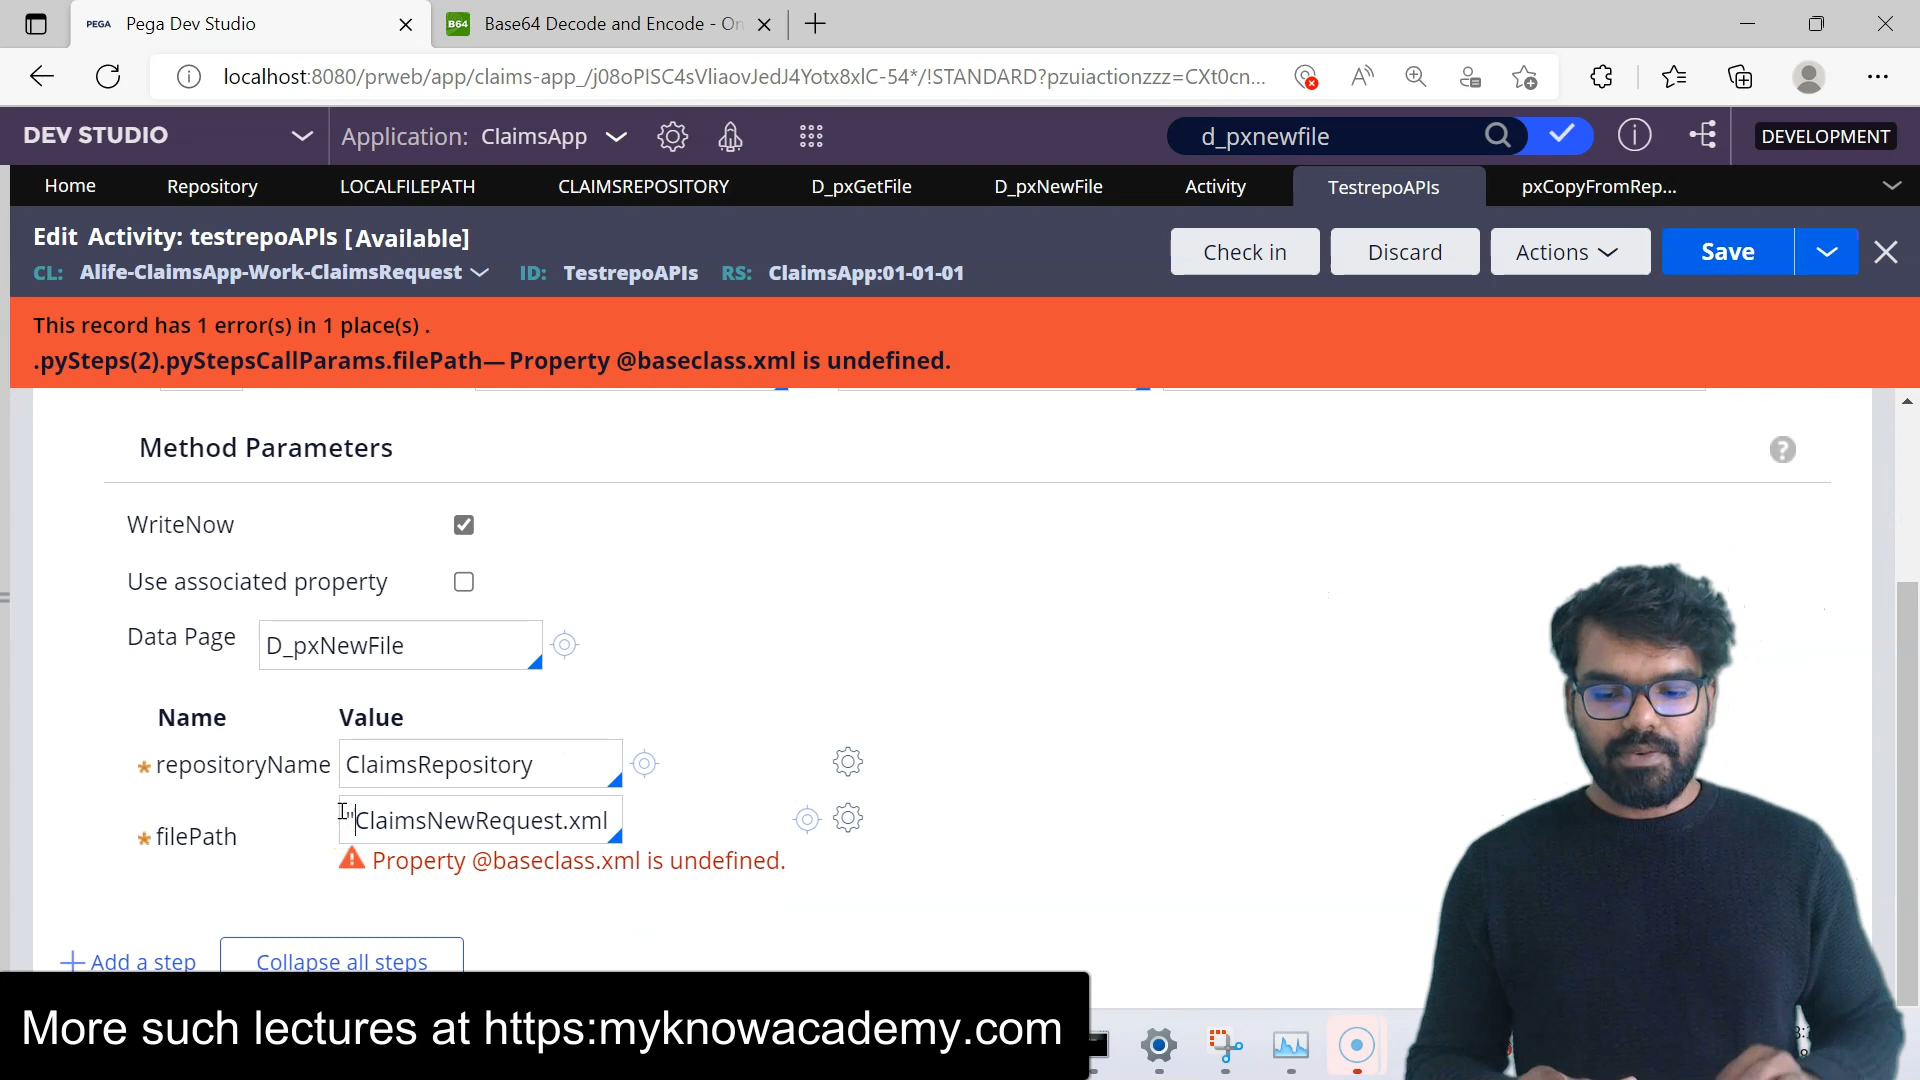 PEGA Pega Dev Studio
B64 Base64 Decode and Encode - On
localhost:8080/prweb/app/claims-app_/j08oPISC4sVliaovJedJ4Yotx8xlC-54*/!STANDARD?pzuiactionzzz=CXt0cn...
DEV STUDIO Application: ClaimsApp d_pxnewfile DEVELOPMENT
Home Repository LOCALFILEPATH CLAIMSREPOSITORY D_pxGetFile D_pxNewFile Activity TestrepoAPIs pxCopyFromRep...
Edit Activity: testrepoAPIs [Available]
CL: Alife-ClaimsApp-Work-ClaimsRequest ID: TestrepoAPIs RS: ClaimsApp:01-01-01
Check in Discard Actions Save
This record has 1 error(s) in 1 place(s) .
.pySteps(2).pyStepsCallParams.filePath— Property @baseclass.xml is undefined.
Method Parameters
WriteNow
Use associated property
Data Page D_pxNewFile
Name Value
repositoryName ClaimsRepository
filePath "ClaimsNewRequest.xml
Property @baseclass.xml is undefined.
Add a step Collapse all steps
More such lectures at https:myknowacademy.com